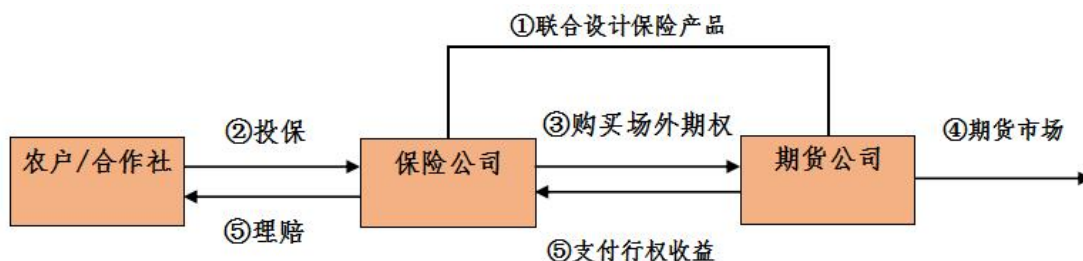 ①联合设计保险产品
②投保
③购买场外期权
④期货市场
农户/合作社
保险公司
期货公司
⑤理赔
⑤支付行权收益